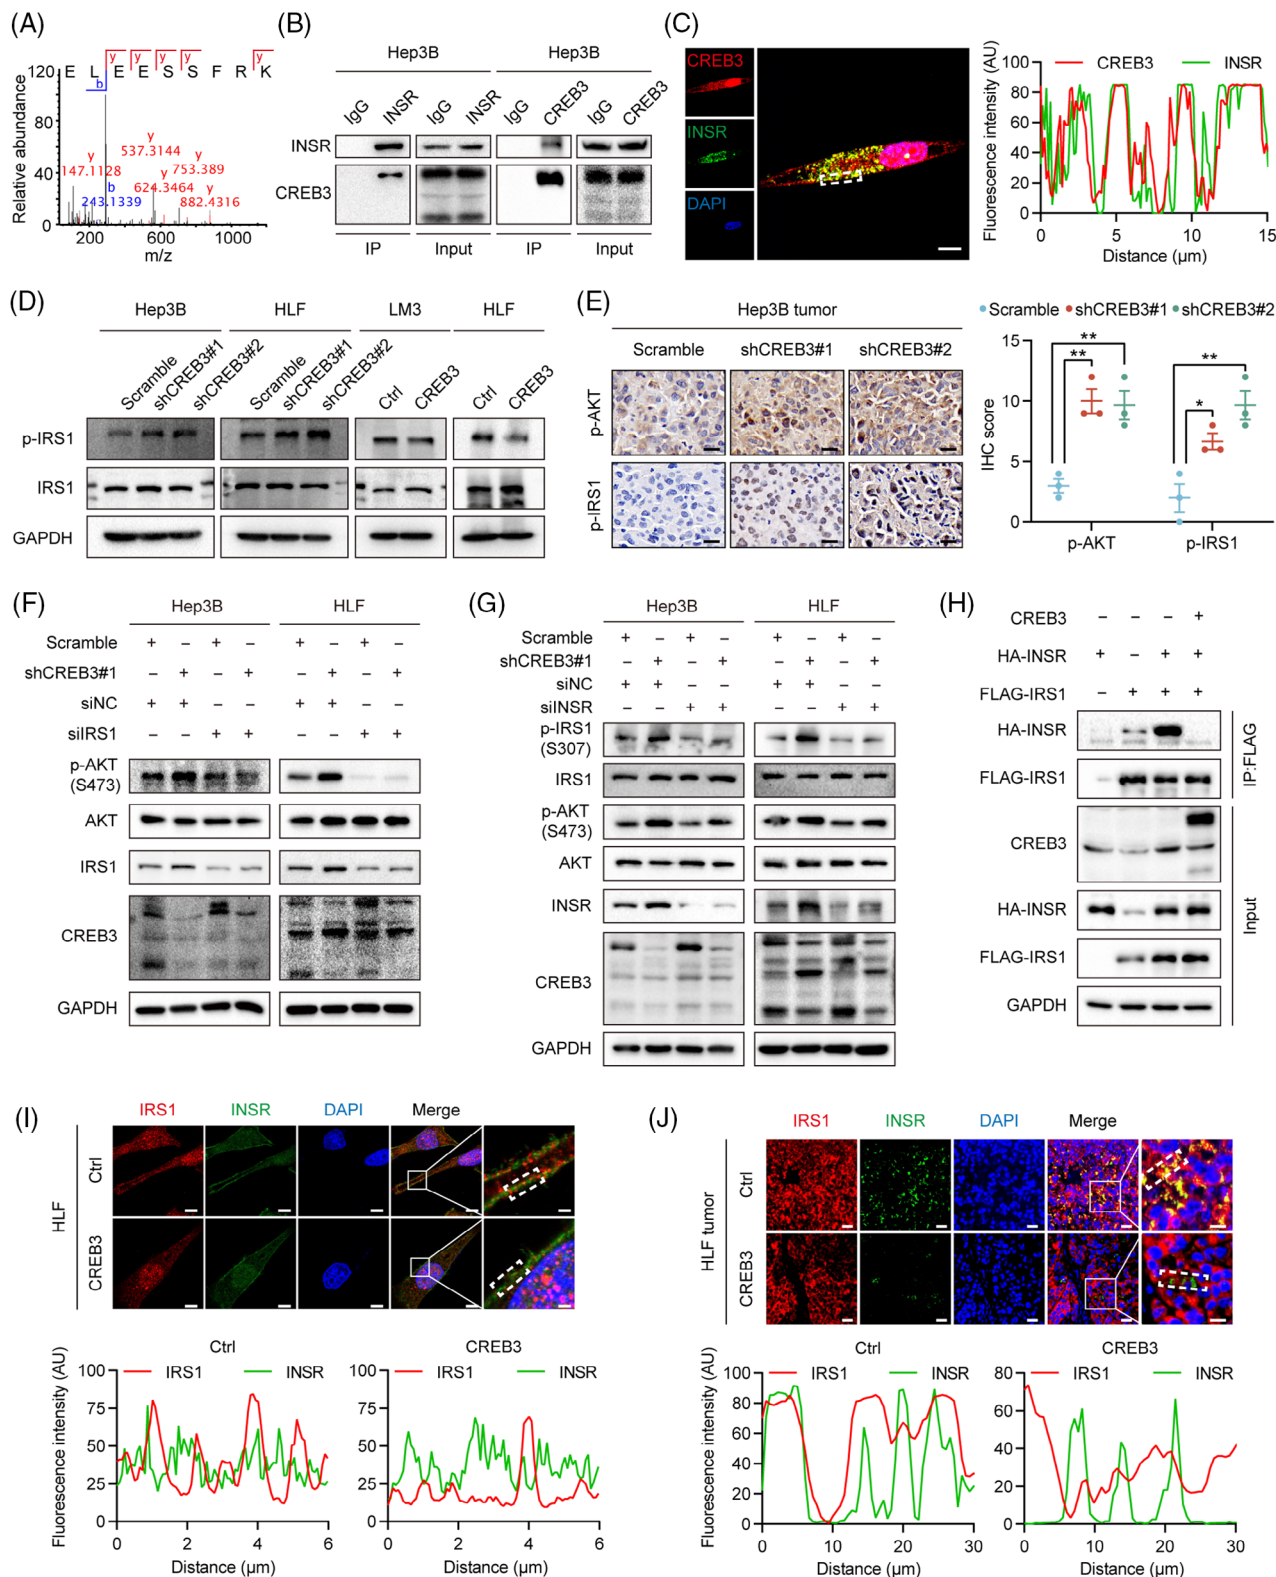 (A)
E L E E S S F R K
y y y y y
b
120
80
40
0
Relative abundance
y
147.1128
y
537.3144
y
753.389
b
243.1339
y
624.3464
y
882.4316
200 600 1000
m/z
(B)
Hep3B Hep3B
IgG INSR IgG INSR IgG CREB3 IgG CREB3
INSR
CREB3
IP Input IP Input
(C)
CREB3
INSR
DAPI
CREB3 INSR
Fluorescence intensity (AU)
100
80
60
40
20
0
0 5 10 15
Distance (µm)
(D)
Hep3B HLF LM3 HLF
Scramble shCREB3#1 shCREB3#2 Scramble shCREB3#1 shCREB3#2 Ctrl CREB3 Ctrl CREB3
p-IRS1
IRS1
GAPDH
(E)
Hep3B tumor
Scramble shCREB3#1 shCREB3#2
p-AKT
p-IRS1
Scramble shCREB3#1 shCREB3#2
IHC score
15
10
5
0
** ** * **
p-AKT p-IRS1
(F)
Hep3B HLF
Scramble + − + − + − + −
shCREB3#1 − + − + − + − +
siNC + + − − + + − −
siIRS1 − − + + − − + +
p-AKT
(S473)
AKT
IRS1
CREB3
GAPDH
(G)
Hep3B HLF
Scramble + − + − + − + −
shCREB3#1 − + − + − + − +
siNC + + − − + + − −
siINSR − − + + − − + +
p-IRS1
(S307)
IRS1
p-AKT
(S473)
AKT
INSR
CREB3
GAPDH
(H)
CREB3 − − − +
HA-INSR + − + +
FLAG-IRS1 − + + +
HA-INSR
FLAG-IRS1
IP:FLAG
CREB3
HA-INSR
FLAG-IRS1
GAPDH
Input
(I)
IRS1 INSR DAPI Merge
HLF
Ctrl
CREB3
Ctrl
IRS1 INSR
Fluorescence intensity (AU)
100
75
50
25
0
0 2 4 6
Distance (µm)
CREB3
IRS1 INSR
100
75
50
25
0
0 2 4 6
Distance (µm)
(J)
IRS1 INSR DAPI Merge
HLF tumor
Ctrl
CREB3
Ctrl
IRS1 INSR
Fluorescence intensity (AU)
100
80
60
40
20
0
0 10 20 30
Distance (µm)
CREB3
IRS1 INSR
80
60
40
20
0
0 10 20 30
Distance (µm)